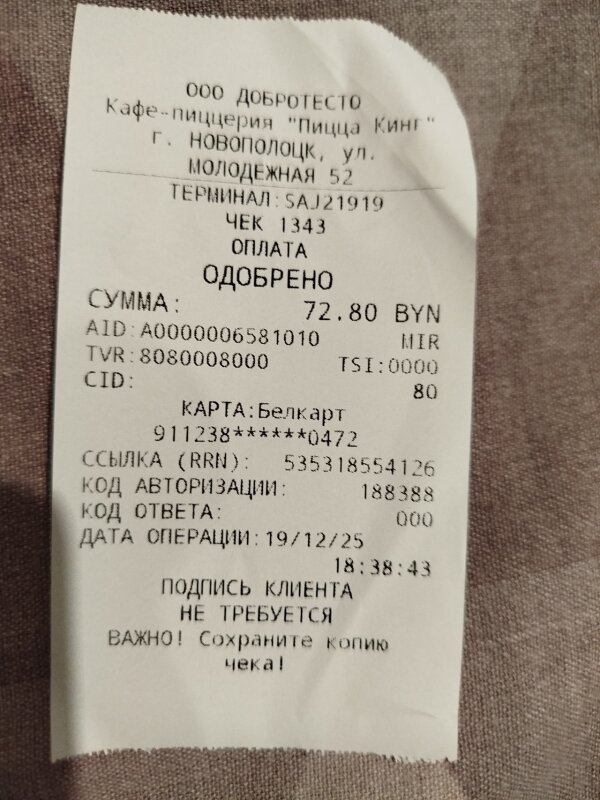 ООО ДОБРОТЕСТО
Кафе-пиццерия "Пицца Кинг"
г. НОВОПОЛОЦК, ул.
МОЛОДЕЖНАЯ 52
ТЕРМИНАЛ:SAJ21919
ЧЕК 1343
ОПЛАТА
ОДОБРЕНО
СУММА: 72.80 BYN
AID:A0000006581010 MIR
TVR:8080008000 TSI:0000
CID: 80
КАРТА:Белкарт
911238******0472
ССЫЛКА (RRN): 535318554126
КОД АВТОРИЗАЦИИ: 188388
КОД ОТВЕТА: 000
ДАТА ОПЕРАЦИИ:19/12/25
18:38:43
ПОДПИСЬ КЛИЕНТА
НЕ ТРЕБУЕТСЯ
ВАЖНО! Сохраните копию
чека!